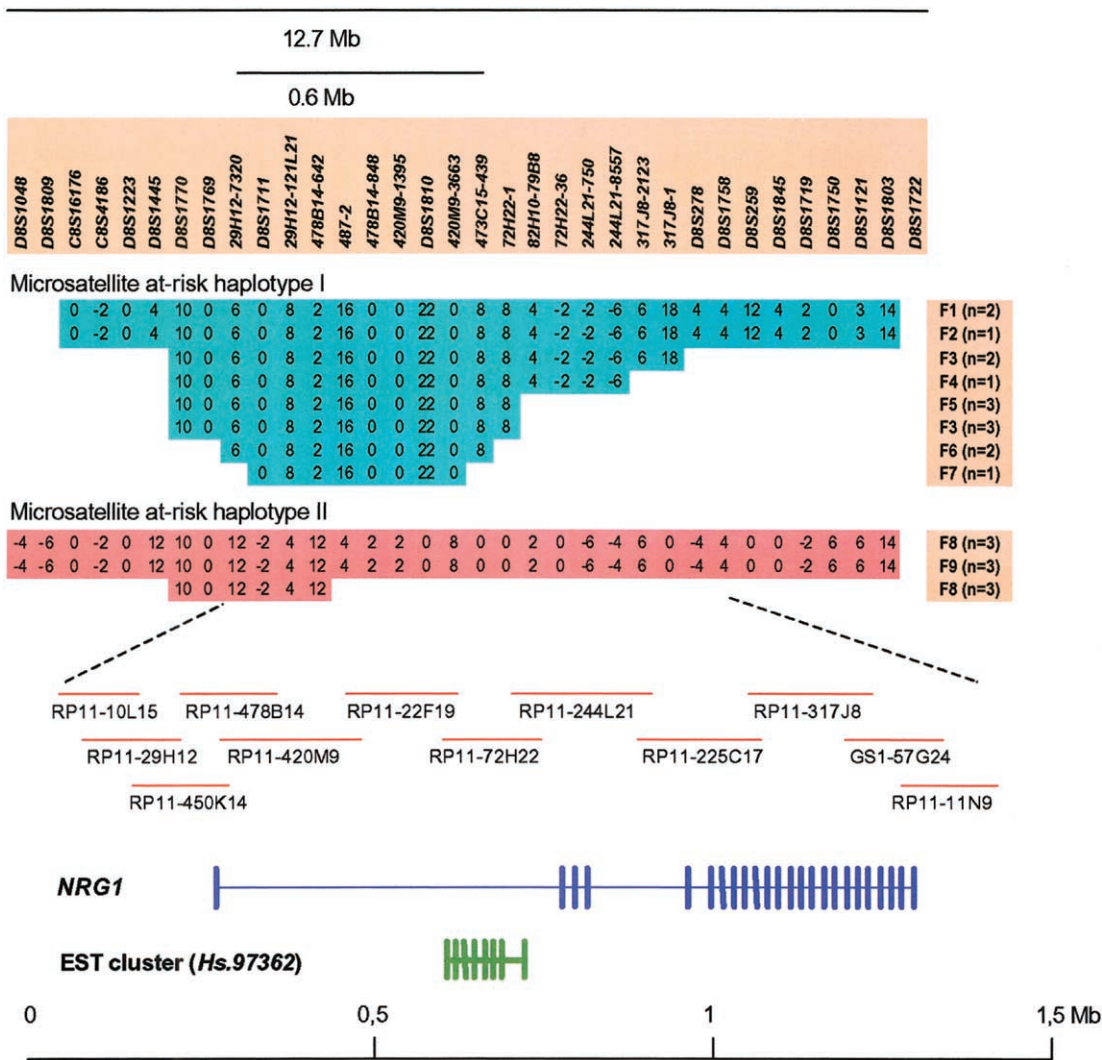 12.7 Mb
0.6 Mb
D8S1048 D8S1809 C8S16176 C8S4186 D8S1223 D8S1445 D8S1770 D8S1769 29H12-7320 D8S1711 29H12-121L21 478B14-642 487-2 478B14-848 420M9-1395 D8S1810 420M9-3663 473C15-439 72H22-1 82H10-79B8 72H22-36 244L21-750 244L21-8557 317J8-2123 317J8-1 D8S278 D8S1758 D8S259 D8S1845 D8S1719 D8S1750 D8S1121 D8S1803 D8S1722
Microsatellite at-risk haplotype I
0 -2 0 4 10 0 6 0 8 2 16 0 0 22 0 8 8 4 -2 -2 -6 6 18 4 4 12 4 2 0 3 14 F1 (n=2)
0 -2 0 4 10 0 6 0 8 2 16 0 0 22 0 8 8 4 -2 -2 -6 6 18 4 4 12 4 2 0 3 14 F2 (n=1)
10 0 6 0 8 2 16 0 0 22 0 8 8 4 -2 -2 -6 6 18 F3 (n=2)
10 0 6 0 8 2 16 0 0 22 0 8 8 4 -2 -2 -6 F4 (n=1)
10 0 6 0 8 2 16 0 0 22 0 8 8 F5 (n=3)
10 0 6 0 8 2 16 0 0 22 0 8 8 F3 (n=3)
6 0 8 2 16 0 0 22 0 8 F6 (n=2)
0 8 2 16 0 0 22 0 F7 (n=1)
Microsatellite at-risk haplotype II
-4 -6 0 -2 0 12 10 0 12 -2 4 12 4 2 2 0 8 0 0 2 0 -6 -4 6 0 -4 4 0 0 -2 6 6 14 F8 (n=3)
-4 -6 0 -2 0 12 10 0 12 -2 4 12 4 2 2 0 8 0 0 2 0 -6 -4 6 0 -4 4 0 0 -2 6 6 14 F9 (n=3)
10 0 12 -2 4 12 F8 (n=3)
RP11-10L15 RP11-478B14 RP11-22F19 RP11-244L21 RP11-317J8
RP11-29H12 RP11-420M9 RP11-72H22 RP11-225C17 GS1-57G24
RP11-450K14 RP11-11N9
NRG1
EST cluster (Hs.97362)
0 0,5 1 1,5 Mb